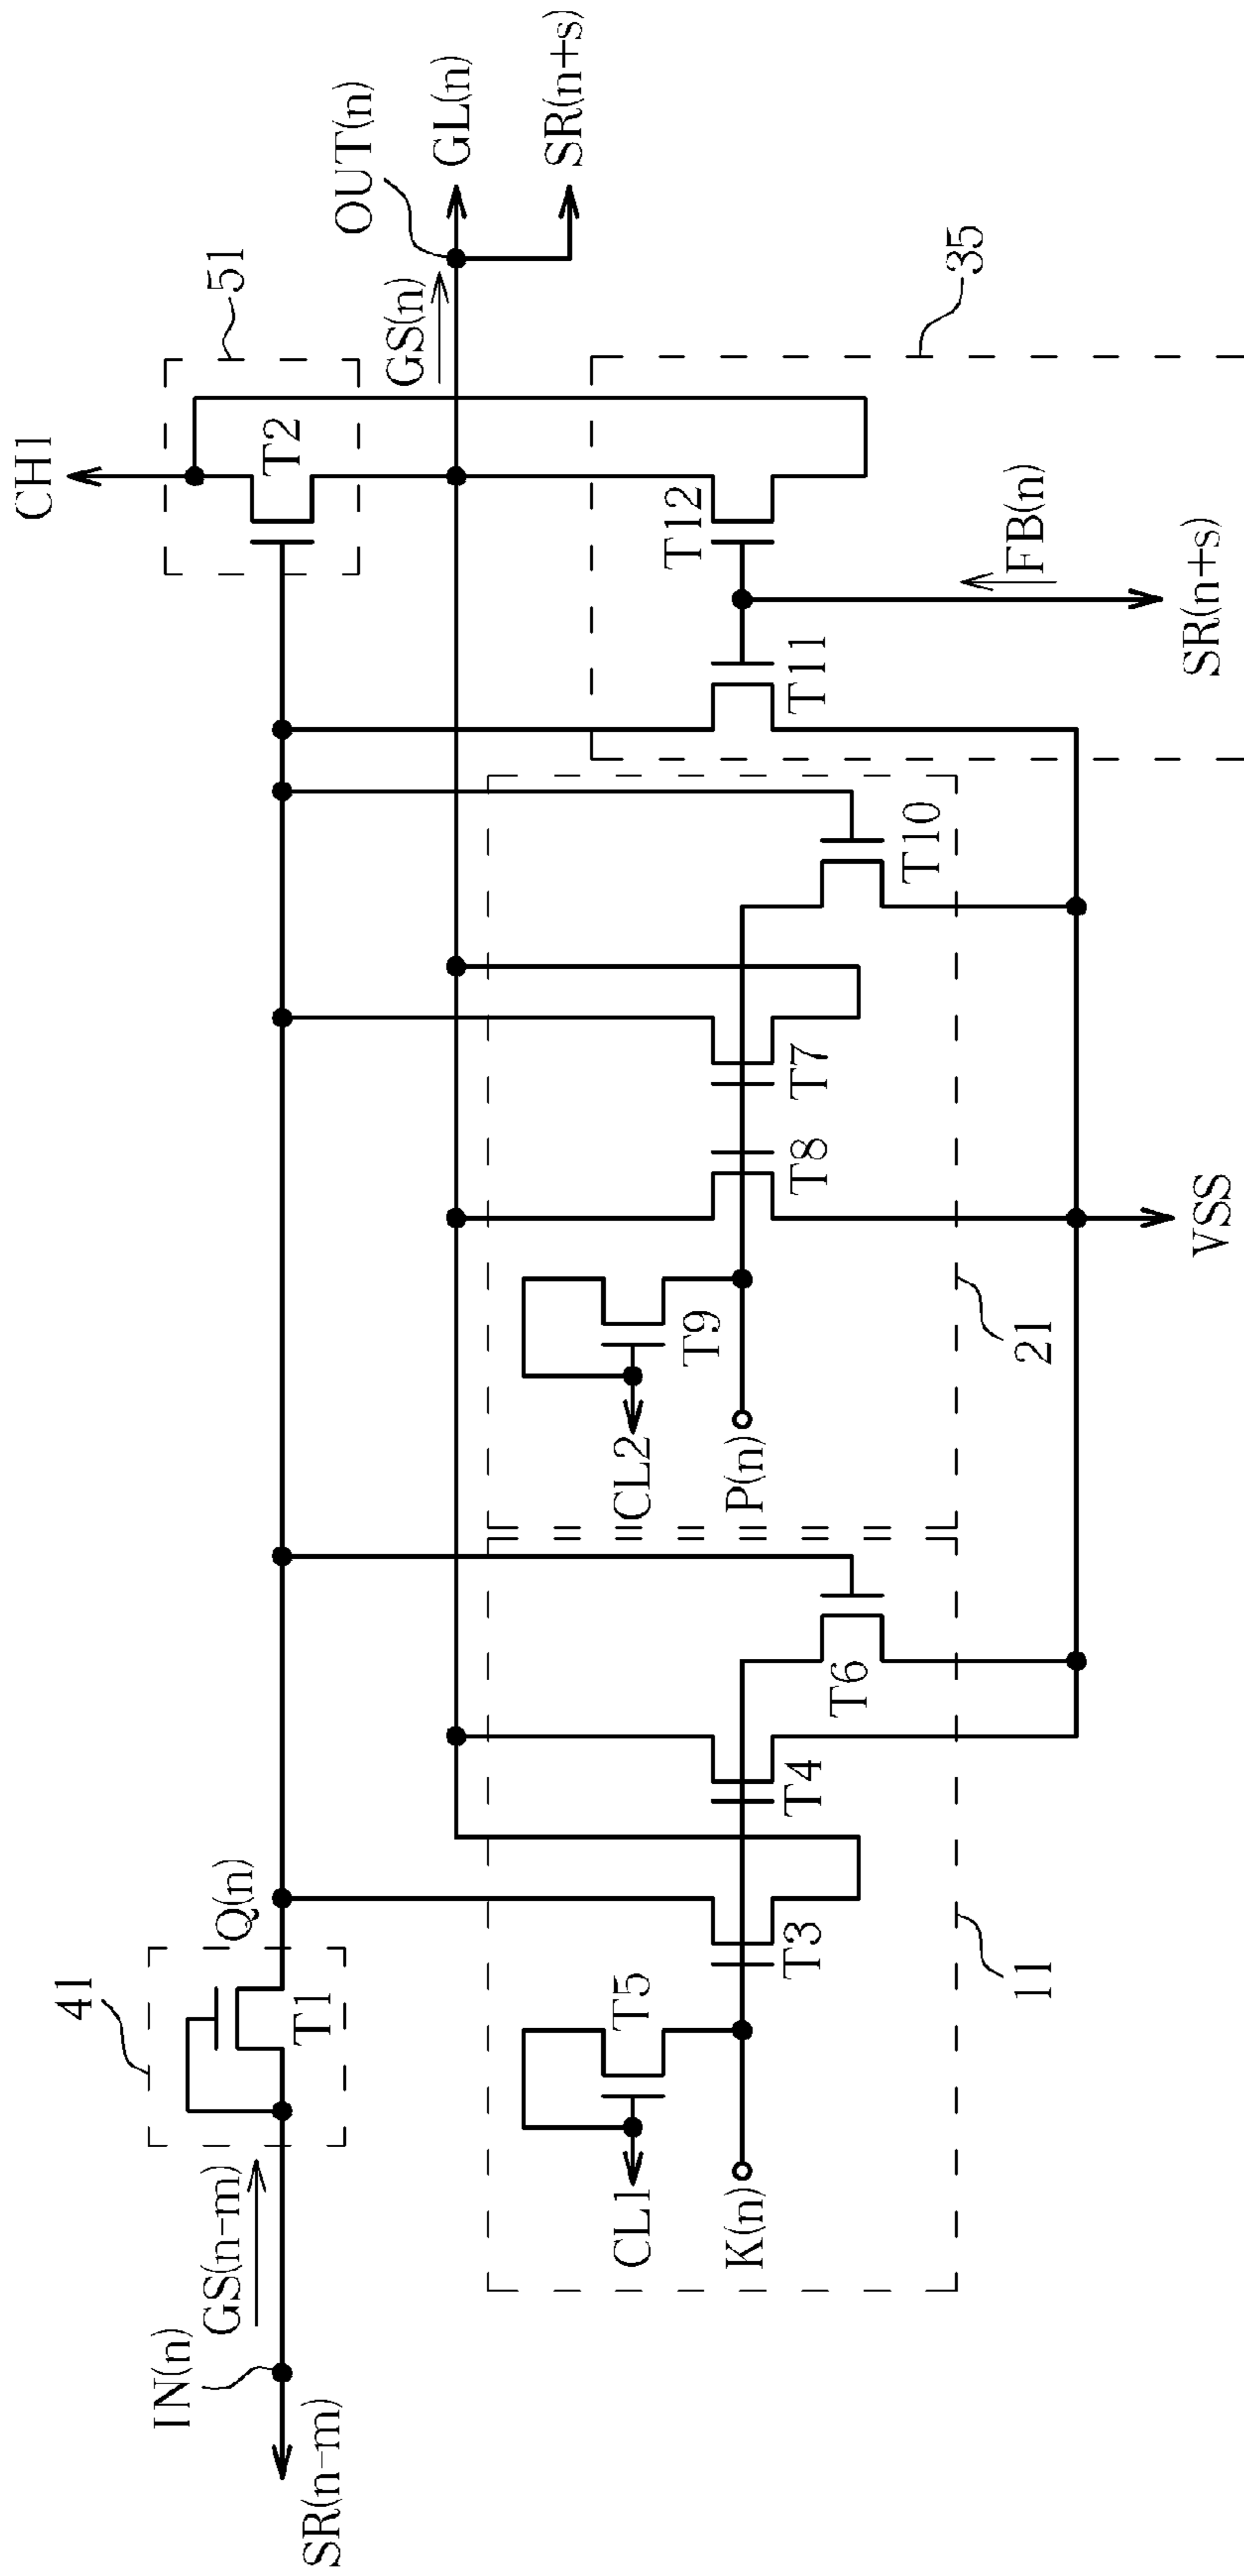 CH1
51
T2
OUT(n)
GL(n)
SR(n+s)
GS(n)
35
T12
FB(n)
SR(n+s)
T11
T10
T7
T8
T9
CL2
P(n)
21
VSS
T6
T4
T3
T5
CL1
K(n)
11
Q(n)
41
T1
GS(n-m)
IN(n)
SR(n-m)